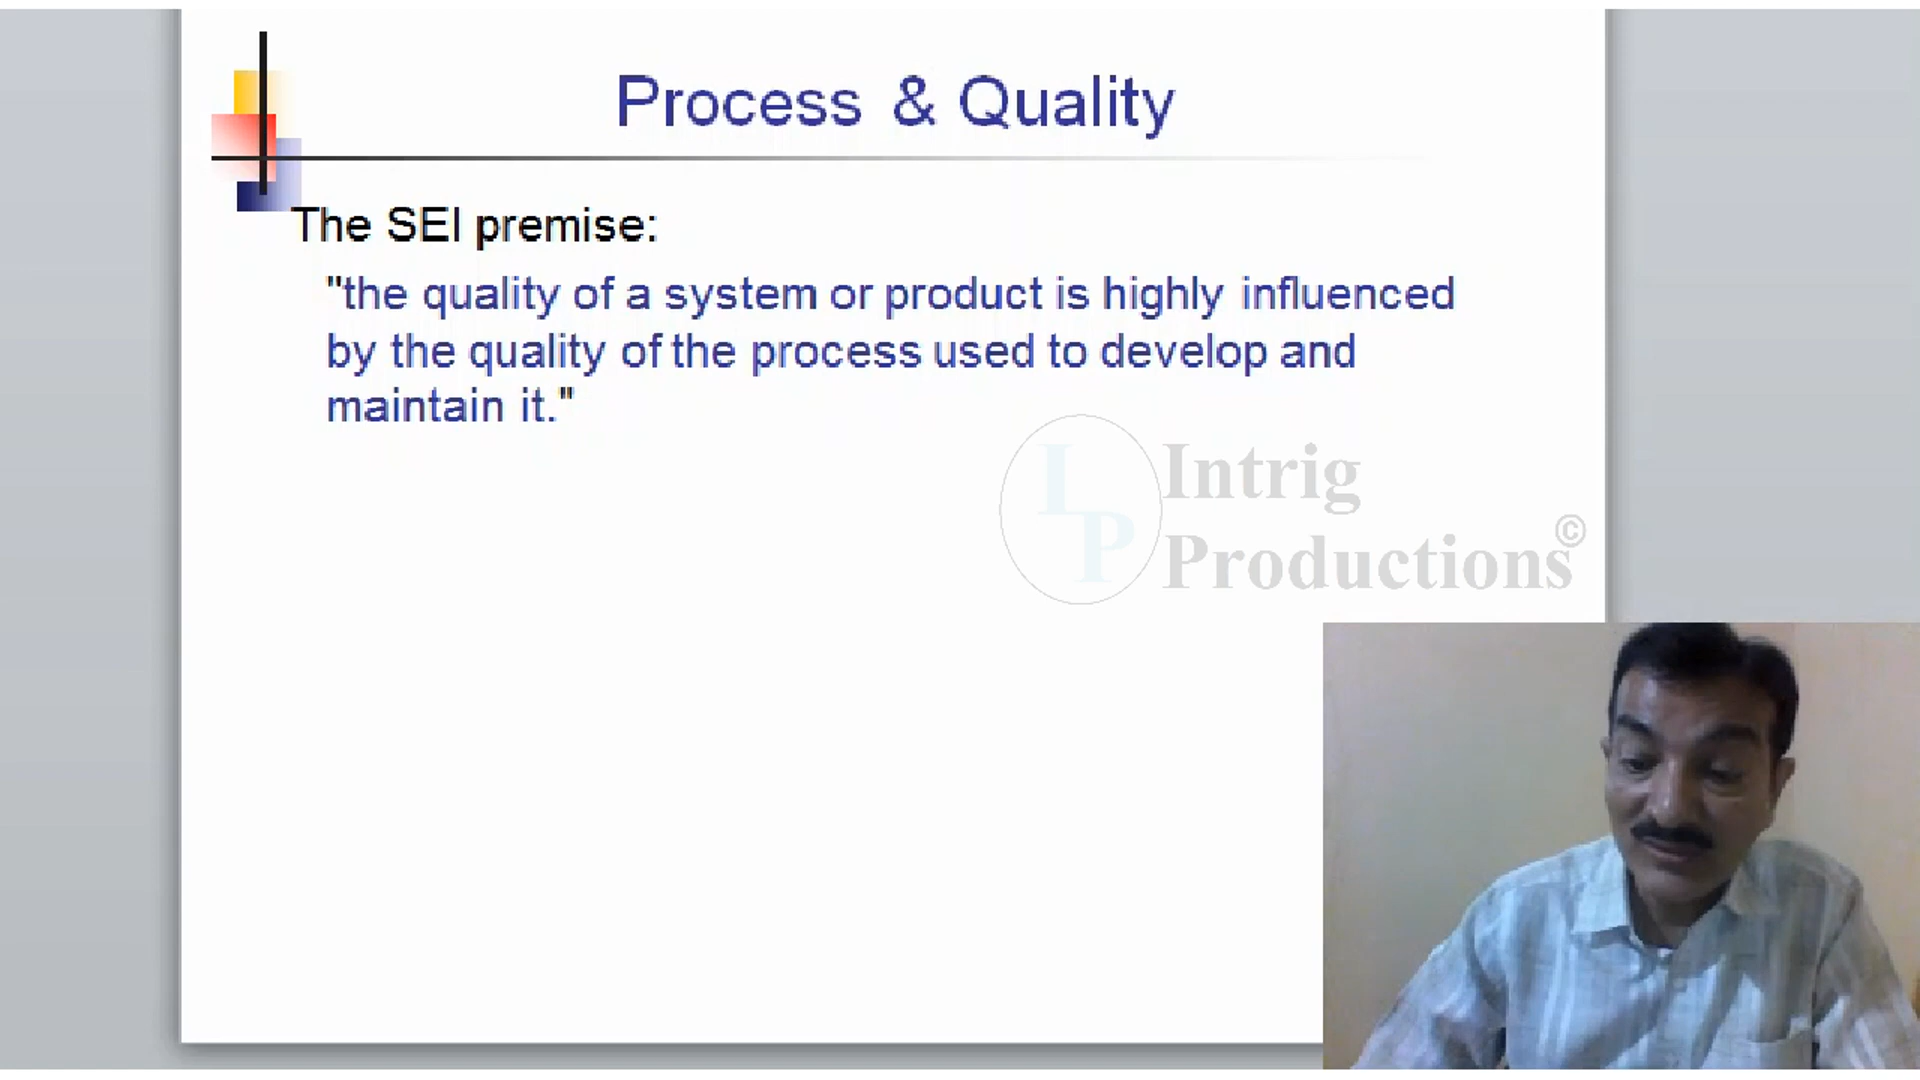 Process & Quality
The SEI premise:
"the quality of a system or product is highly influenced
by the quality of the process used to develop and
maintain it."
I
P
Intrig
Productions©